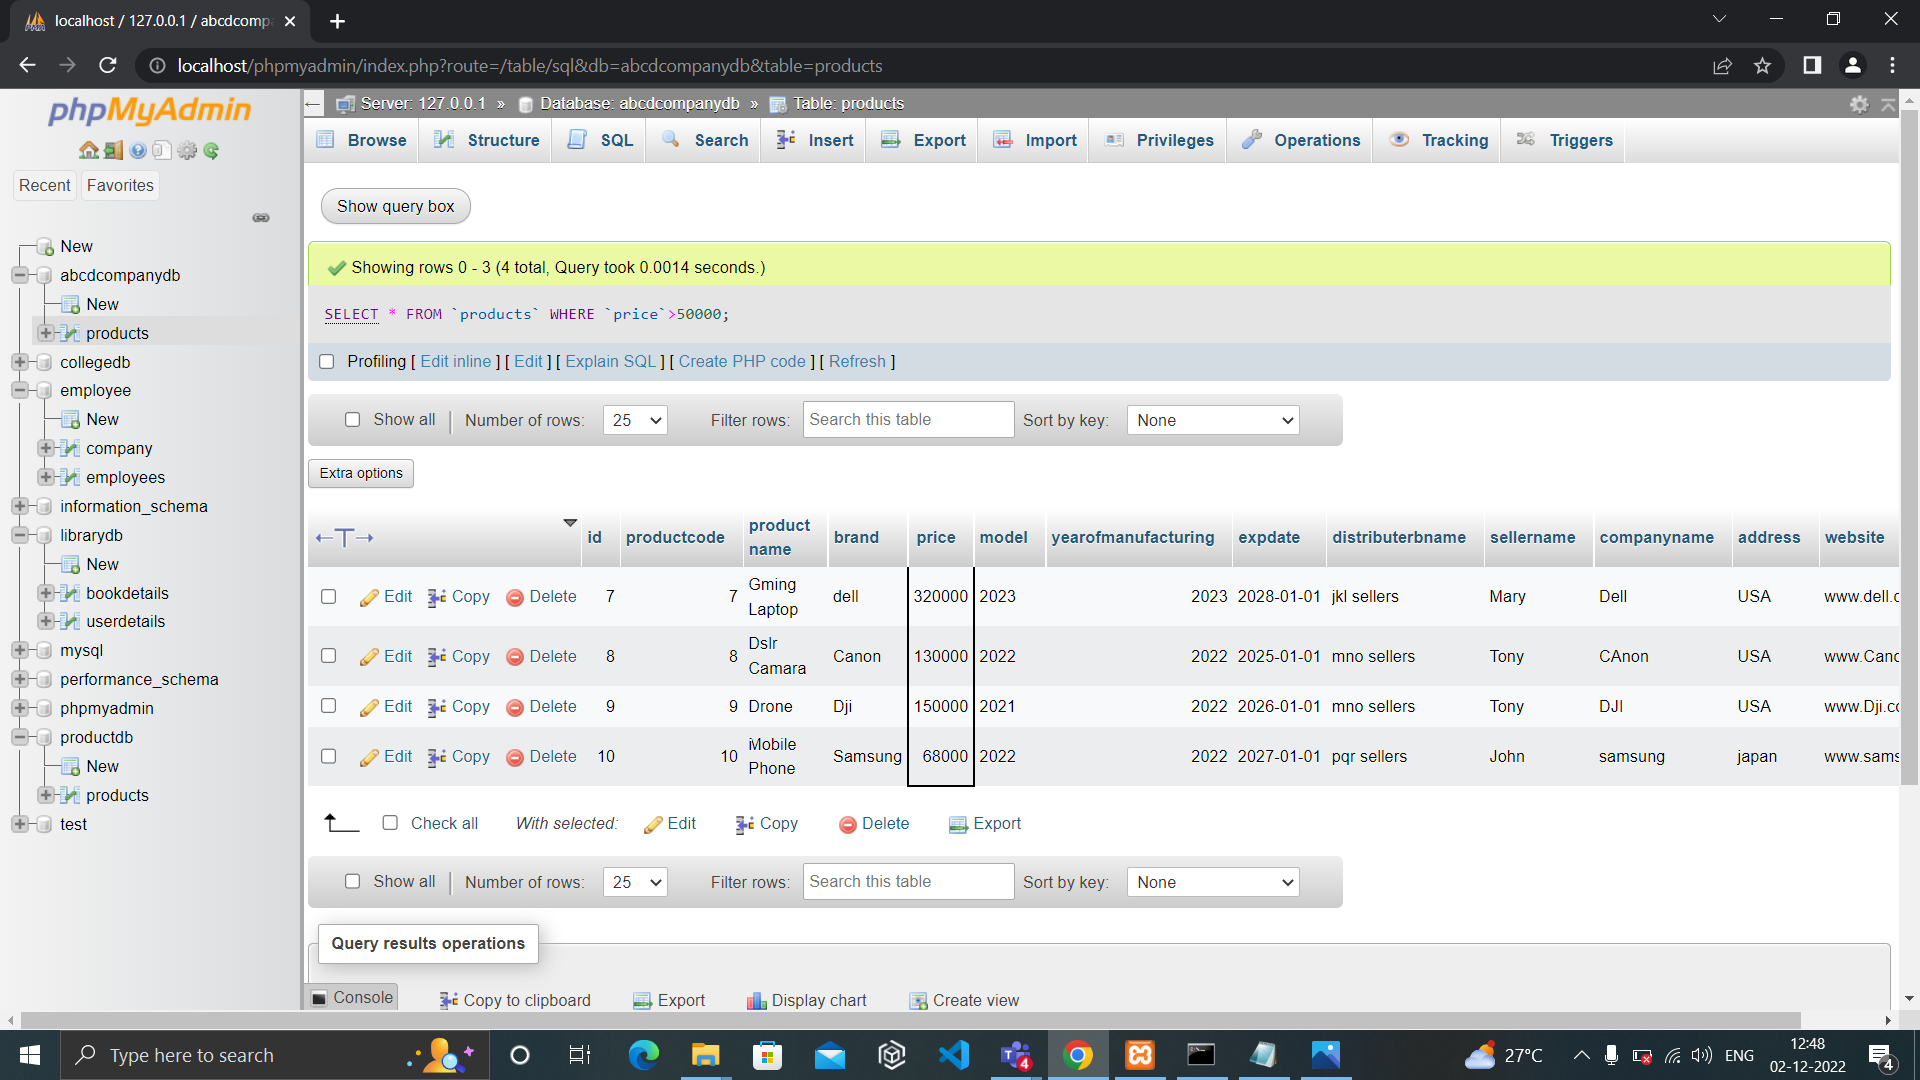 localhost / 127.0.0.1 / abcdcomp
localhost/phpmyadmin/index.php?route=/table/sql&db=abcdcompanydb&table=products
phpMyAdmin
Recent Favorites
New
abcdcompanydb
New
products
collegedb
employee
New
company
employees
information_schema
librarydb
New
bookdetails
userdetails
mysql
performance_schema
phpmyadmin
productdb
New
products
test
Server: 127.0.0.1 » Database: abcdcompanydb » Table: products
Browse Structure SQL Search Insert Export Import Privileges Operations Tracking Triggers
Show query box
Showing rows 0 - 3 (4 total, Query took 0.0014 seconds.)
SELECT * FROM `products` WHERE `price`>50000;
Profiling [ Edit inline ] [ Edit ] [ Explain SQL ] [ Create PHP code ] [ Refresh ]
Show all Number of rows: 25 Filter rows: Search this table Sort by key: None
Extra options
id productcode product name brand price model yearofmanufacturing expdate distributerbname sellername companyname address website
Edit Copy Delete 7 7 Gming Laptop dell 320000 2023 2023 2028-01-01 jkl sellers Mary Dell USA www.dell.c
Edit Copy Delete 8 8 Dslr Camara Canon 130000 2022 2022 2025-01-01 mno sellers Tony CAnon USA www.Cano
Edit Copy Delete 9 9 Drone Dji 150000 2021 2022 2026-01-01 mno sellers Tony DJI USA www.Dji.co
Edit Copy Delete 10 10 Mobile Phone Samsung 68000 2022 2022 2027-01-01 pqr sellers John samsung japan www.sams
Check all With selected: Edit Copy Delete Export
Show all Number of rows: 25 Filter rows: Search this table Sort by key: None
Query results operations
Console Copy to clipboard Export Display chart Create view
Type here to search
4
27°C
ENG
12:48
02-12-2022
4